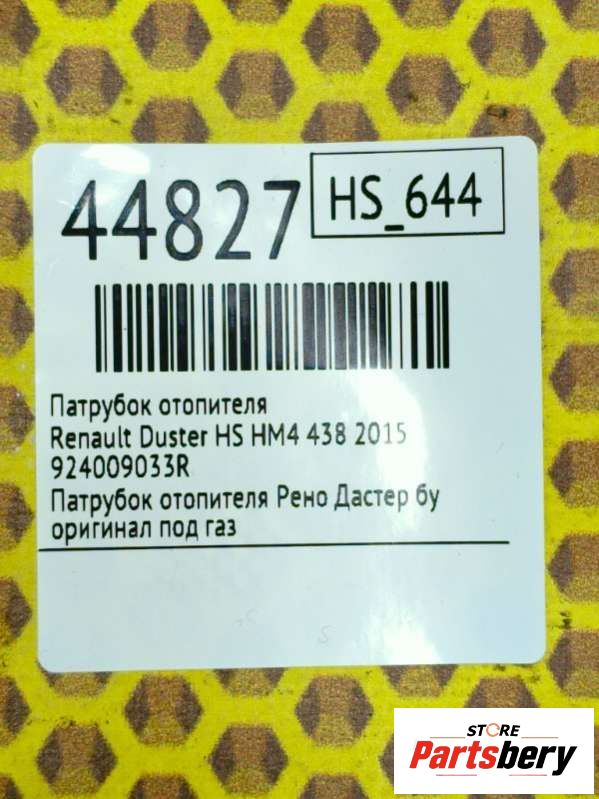 44827
HS_644
Патрубок отопителя
Renault Duster HS HM4 438 2015
924009033R
Патрубок отопителя Рено Дастер бу
оригинал под газ
STORE
Partsbery